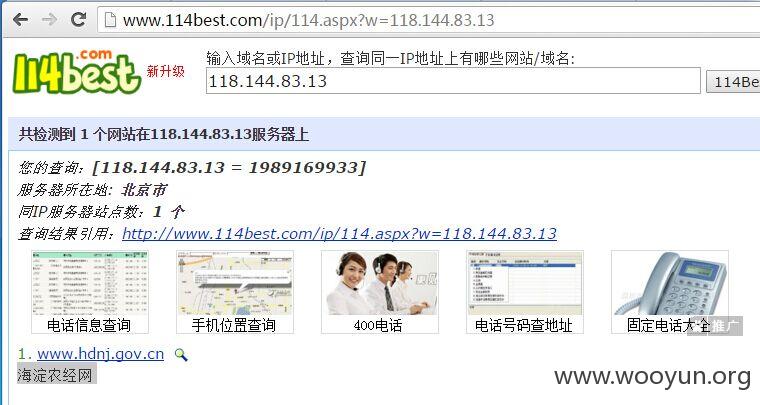 www.114best.com/ip/114.aspx?w=118.144.83.13
114best.com 新升级
输入域名或IP地址，查询同一IP地址上有哪些网站/域名:
118.144.83.13
114Be
共检测到 1 个网站在118.144.83.13服务器上
您的查询：[118.144.83.13 = 1989169933]
服务器所在地: 北京市
同IP服务器站点数：1 个
查询结果引用：http://www.114best.com/ip/114.aspx?w=118.144.83.13
电话信息查询
手机位置查询
400电话
电话号码查地址
固定电话大全
推广
1. www.hdnj.gov.cn
海淀农经网
www.wooyun.org